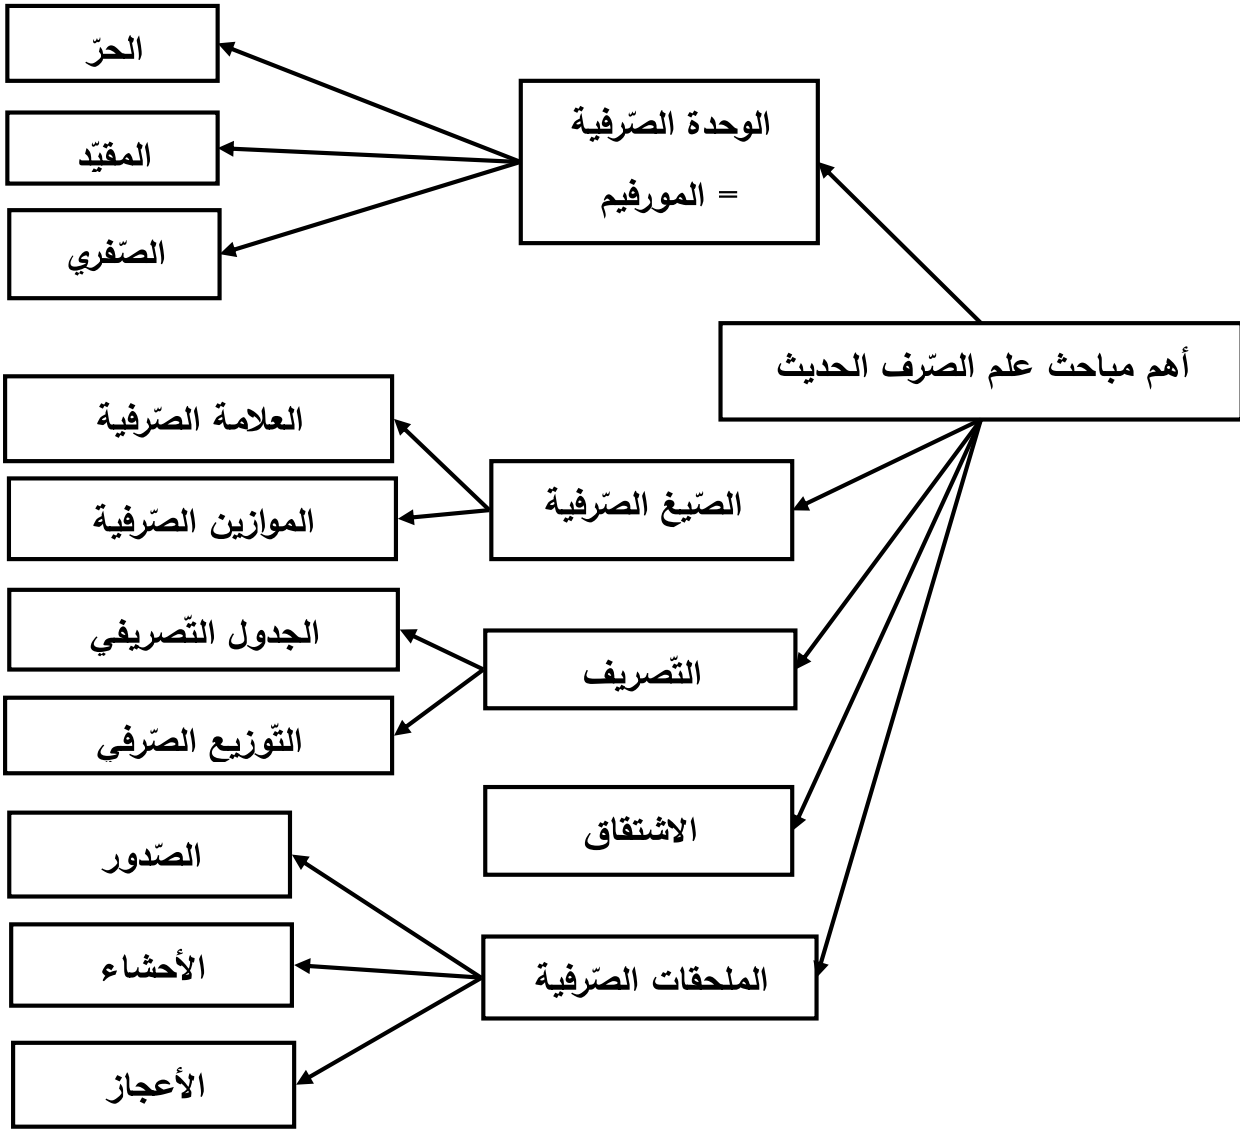 أهم مباحث علم الصّرف الحديث
الوحدة الصّرفية
= المورفيم
الحرّ
المقيّد
الصّفري
الصّيغ الصّرفية
العلامة الصّرفية
الموازين الصّرفية
التّصريف
الجدول التّصريفي
التّوزيع الصّرفي
الاشتقاق
الملحقات الصّرفية
الصّدور
الأحشاء
الأعجاز